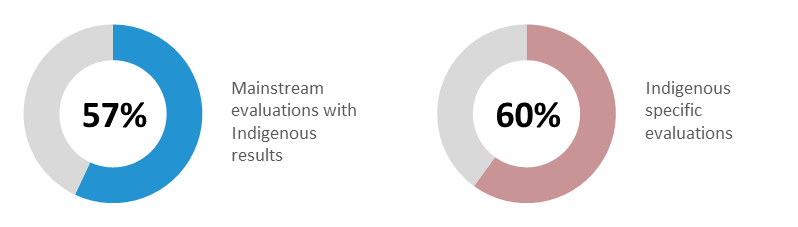 57%
Mainstream
evaluations with
Indigenous
results
60%
Indigenous
specific
evaluations